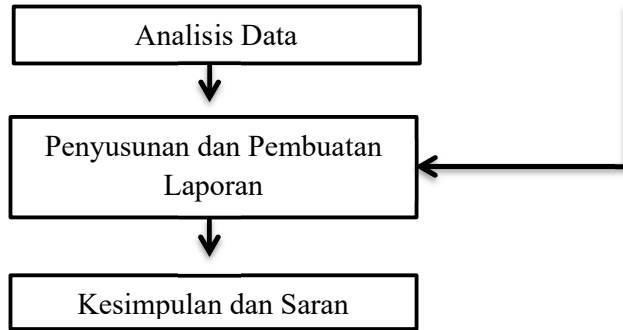 Analisis Data
Penyusunan dan Pembuatan
Laporan
Kesimpulan dan Saran